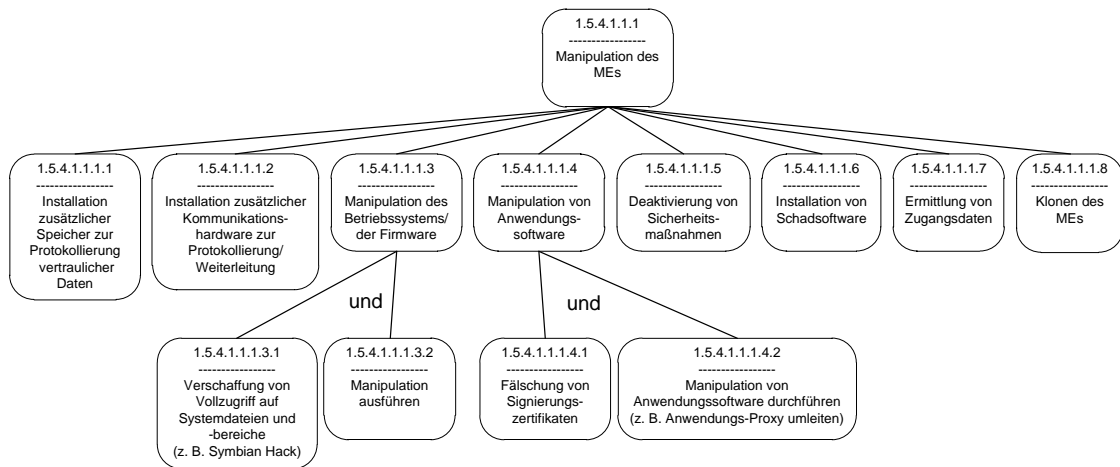 1.5.4.1.1.1
-----------------
Manipulation des
MEs
1.5.4.1.1.1.1
-----------------
Installation
zusätzlicher
Speicher zur
Protokollierung
vertraulicher
Daten
1.5.4.1.1.1.2
-----------------
Installation zusätzlicher
Kommunikations-
hardware zur
Protokollierung/
Weiterleitung
1.5.4.1.1.1.3
-----------------
Manipulation des
Betriebssystems/
der Firmware
1.5.4.1.1.1.4
-----------------
Manipulation von
Anwendungs-
software
1.5.4.1.1.1.5
-----------------
Deaktivierung von
Sicherheits-
maßnahmen
1.5.4.1.1.1.6
-----------------
Installation von
Schadsoftware
1.5.4.1.1.1.7
-----------------
Ermittlung von
Zugangsdaten
1.5.4.1.1.1.8
-----------------
Klonen des
MEs
und
und
1.5.4.1.1.1.3.1
-----------------
Verschaffung von
Vollzugriff auf
Systemdateien und
-bereiche
(z. B. Symbian Hack)
1.5.4.1.1.1.3.2
-----------------
Manipulation
ausführen
1.5.4.1.1.1.4.1
-----------------
Fälschung von
Signierungs-
zertifikaten
1.5.4.1.1.1.4.2
-----------------
Manipulation von
Anwendungssoftware durchführen
(z. B. Anwendungs-Proxy umleiten)